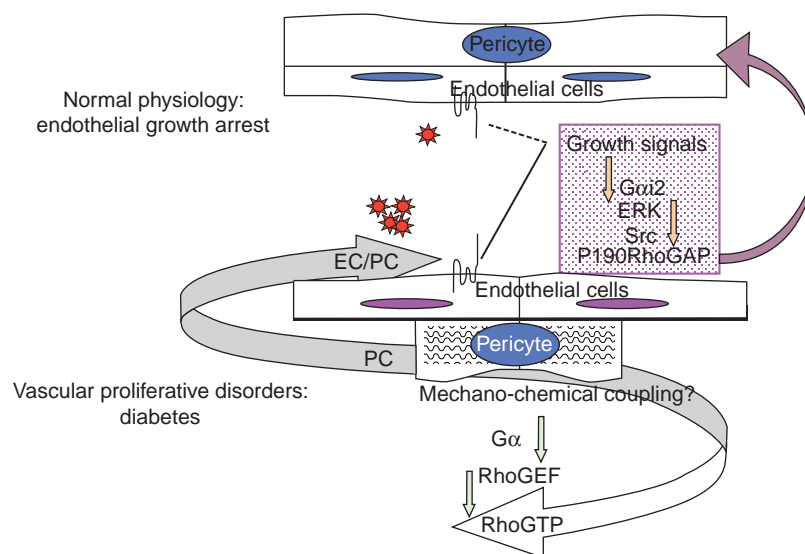 Pericyte
Endothelial cells
Normal physiology:
endothelial growth arrest
Growth signals
Gαi2
ERK
Src
P190RhoGAP
EC/PC
Endothelial cells
Pericyte
PC
Vascular proliferative disorders:
diabetes
Mechano-chemical coupling?
Gα
RhoGEF
RhoGTP